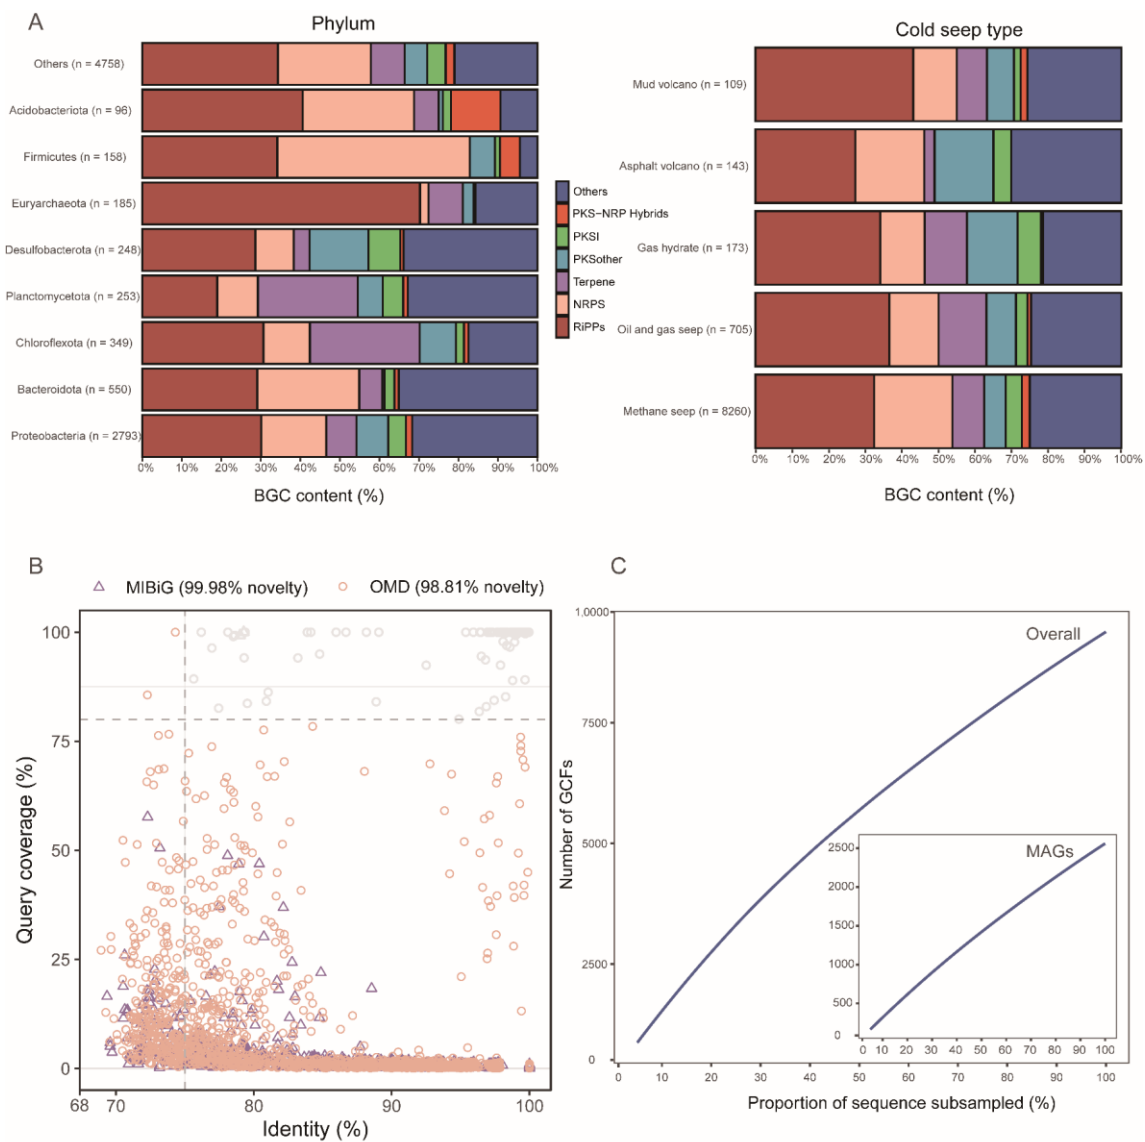 A
Phylum
Others (n = 4758)
Acidobacteriota (n = 96)
Firmicutes (n = 158)
Euryarchaeota (n = 185)
Desulfobacterota (n = 248)
Planctomycetota (n = 253)
Chloroflexota (n = 349)
Bacteroidota (n = 550)
Proteobacteria (n = 2793)
0% 10% 20% 30% 40% 50% 60% 70% 80% 90% 100%
BGC content (%)
Others
PKS−NRP Hybrids
PKSI
PKSother
Terpene
NRPS
RiPPs
Cold seep type
Mud volcano (n = 109)
Asphalt volcano (n = 143)
Gas hydrate (n = 173)
Oil and gas seep (n = 705)
Methane seep (n = 8260)
0% 10% 20% 30% 40% 50% 60% 70% 80% 90% 100%
BGC content (%)
B
MIBiG (99.98% novelty)
OMD (98.81% novelty)
Query coverage (%)
100
75
50
25
0
68 70 80 90 100
Identity (%)
C
Number of GCFs
1.0000
7500
5000
2500
0
Overall
MAGs
2500
2000
1500
1000
500
0
0 5 10 20 30 40 50 60 70 80 90 100
0 10 20 30 40 50 60 70 80 90 100
Proportion of sequence subsampled (%)